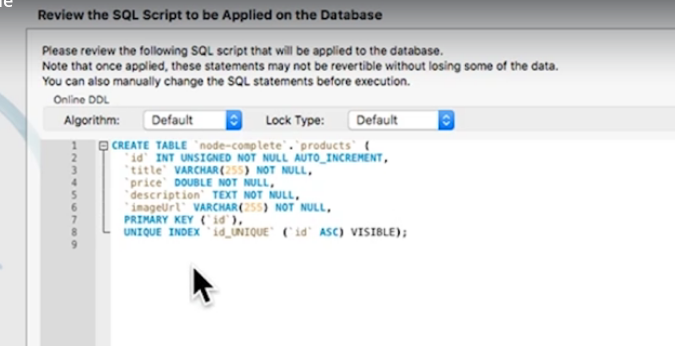 Review the SQL Script to be Applied on the Database
Please review the following SQL script that will be applied to the database.
Note that once applied, these statements may not be revertible without losing some of the data.
You can also manually change the SQL statements before execution.
Online DDL
Algorithm: Default Lock Type: Default
1 CREATE TABLE `node-complete`.`products` (
2 `id` INT UNSIGNED NOT NULL AUTO_INCREMENT,
3 `title` VARCHAR(255) NOT NULL,
4 `price` DOUBLE NOT NULL,
5 `description` TEXT NOT NULL,
6 `imageUrl` VARCHAR(255) NOT NULL,
7 PRIMARY KEY (`id`),
8 UNIQUE INDEX `id_UNIQUE` (`id` ASC) VISIBLE);
9